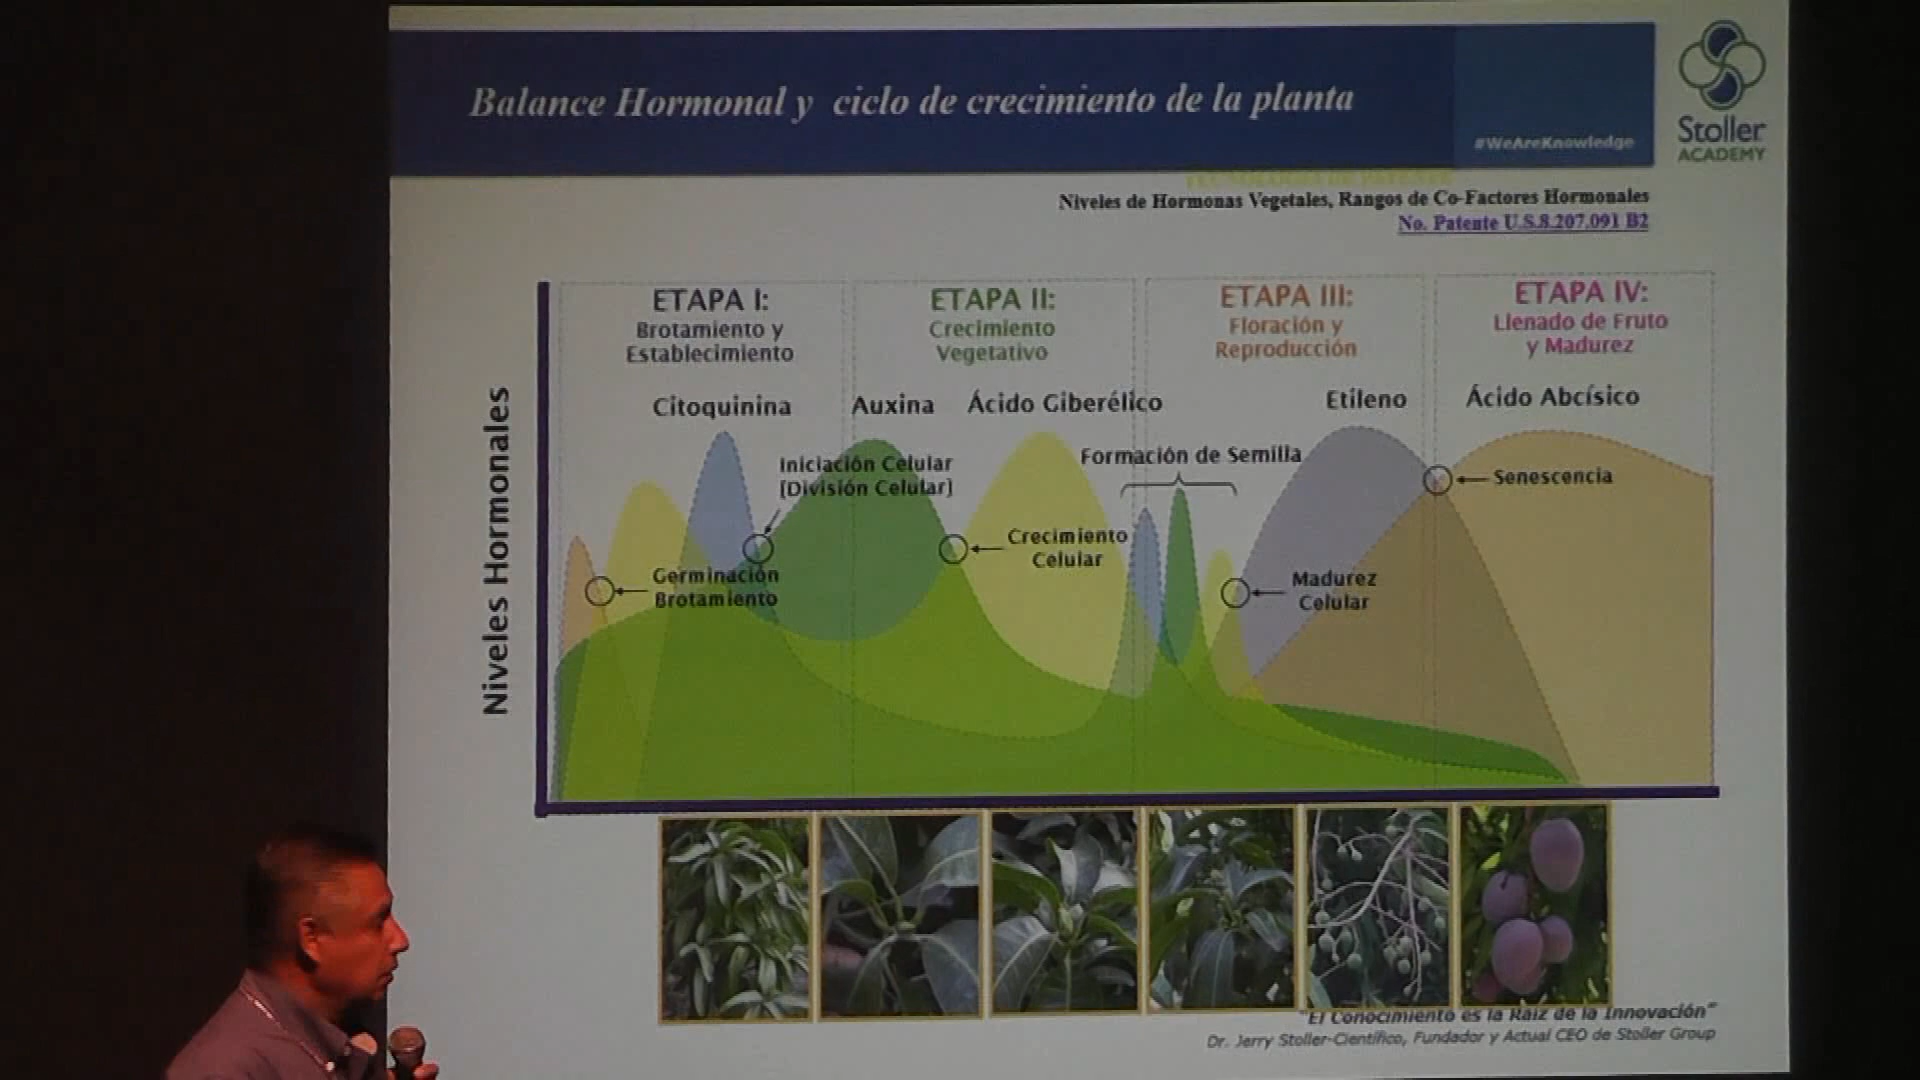 Balance Hormonal y ciclo de crecimiento de la planta
#WeAreKnowledge
Stoller
ACADEMY
TECNOLOGÍA DE PATENTE
Niveles de Hormonas Vegetales, Rangos de Co-Factores Hormonales
No. Patente U.S.8.207.091 B2
ETAPA I:
Brotamiento y
Establecimiento
ETAPA II:
Crecimiento
Vegetativo
ETAPA III:
Floración y
Reproducción
ETAPA IV:
Llenado de Fruto
y Madurez
Citoquinina
Auxina
Ácido Giberélico
Etileno
Ácido Abcísico
Formación de Semilla
Iniciación Celular
[División Celular]
Senescencia
Crecimiento
Celular
Germinación
Brotamiento
Madurez
Celular
Niveles Hormonales
"El Conocimiento es la Raíz de la Innovación"
Dr. Jerry Stoller-Científico, Fundador y Actual CEO de Stoller Group